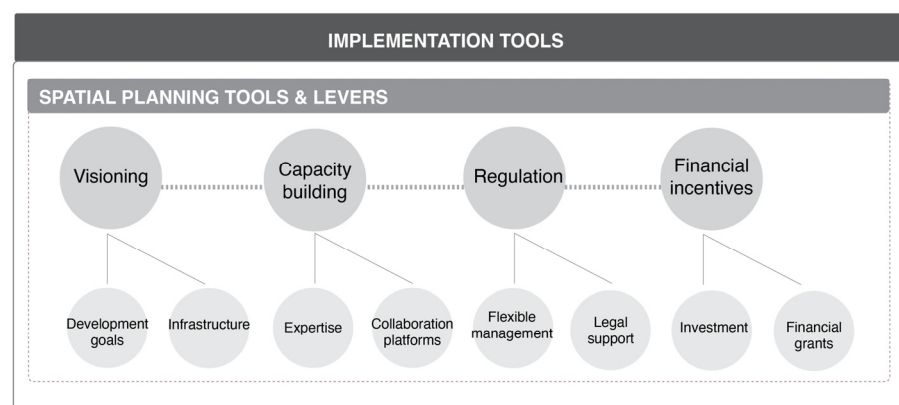 IMPLEMENTATION TOOLS
SPATIAL PLANNING TOOLS & LEVERS
Visioning
Capacity
building
Regulation
Financial
incentives
Development
goals
Infrastructure
Expertise
Collaboration
platforms
Flexible
management
Legal
support
Investment
Financial
grants